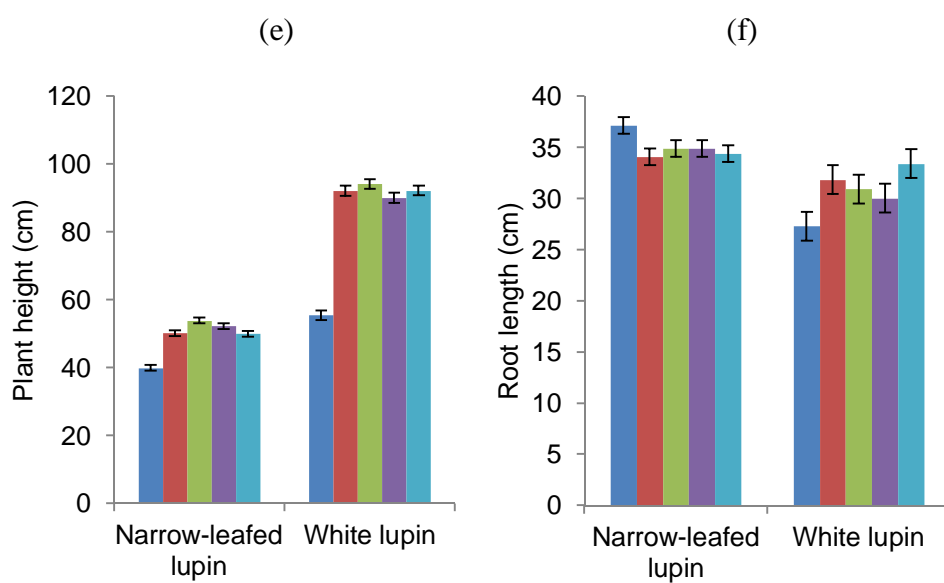 (e)
Plant height (cm)
120
100
80
60
40
20
0
Narrow-leafed
lupin
White lupin
(f)
Root length (cm)
40
35
30
25
20
15
10
5
0
Narrow-leafed
lupin
White lupin